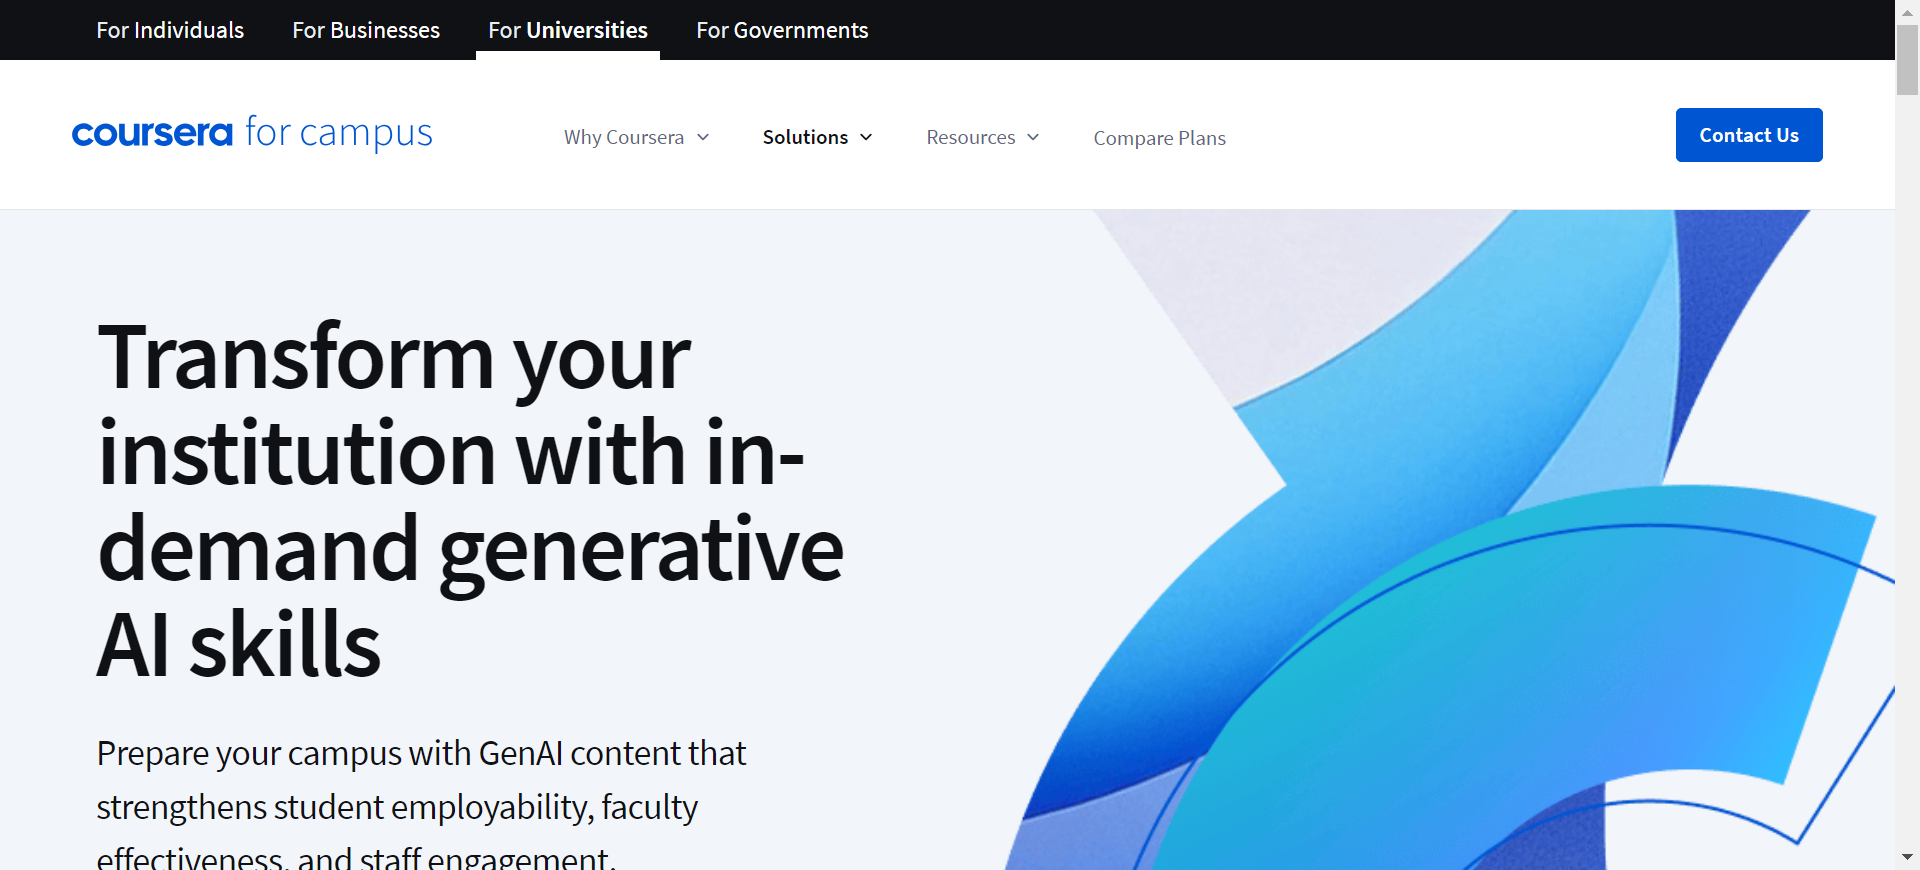 For Individuals For Businesses For Universities For Governments
coursera for campus Why Coursera Solutions Resources Compare Plans Contact Us
Transform your
institution with in-
demand generative
AI skills
Prepare your campus with GenAI content that
strengthens student employability, faculty
effectiveness, and staff engagement.